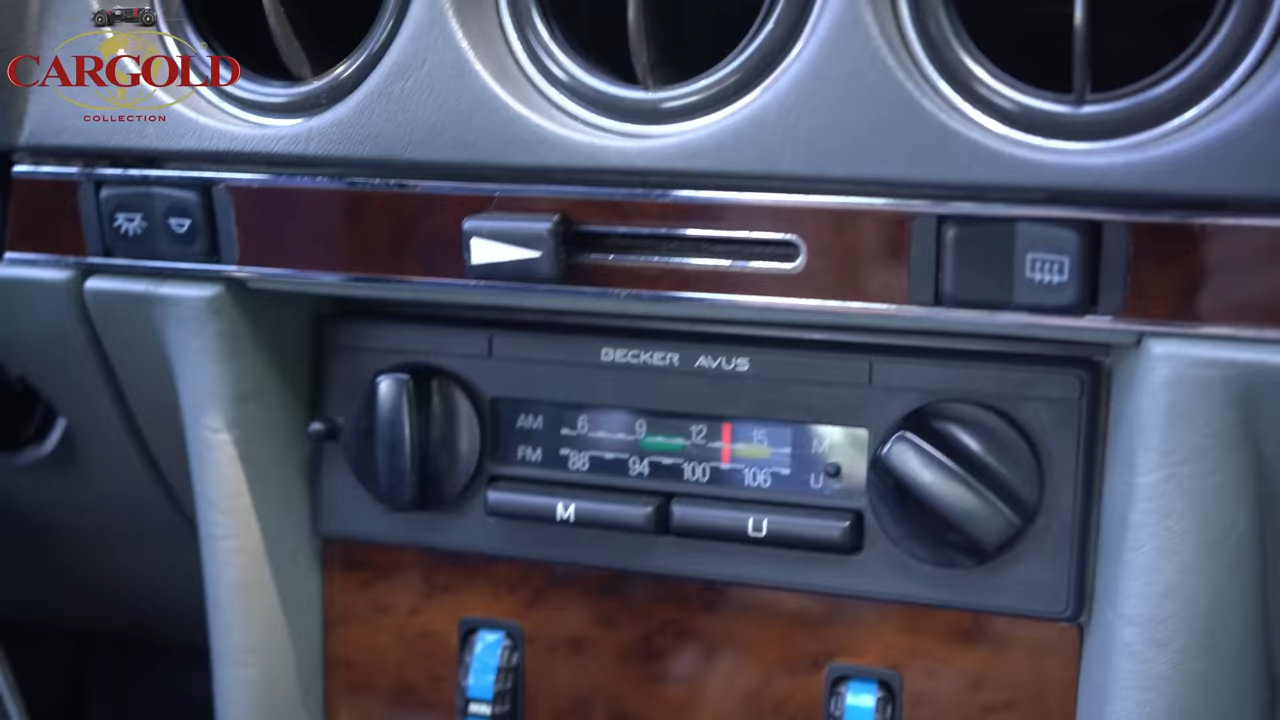 CARGOLD
COLLECTION
BECKER AVUS
AM 6 9 12 15 M
FM 88 94 100 106 U
M U